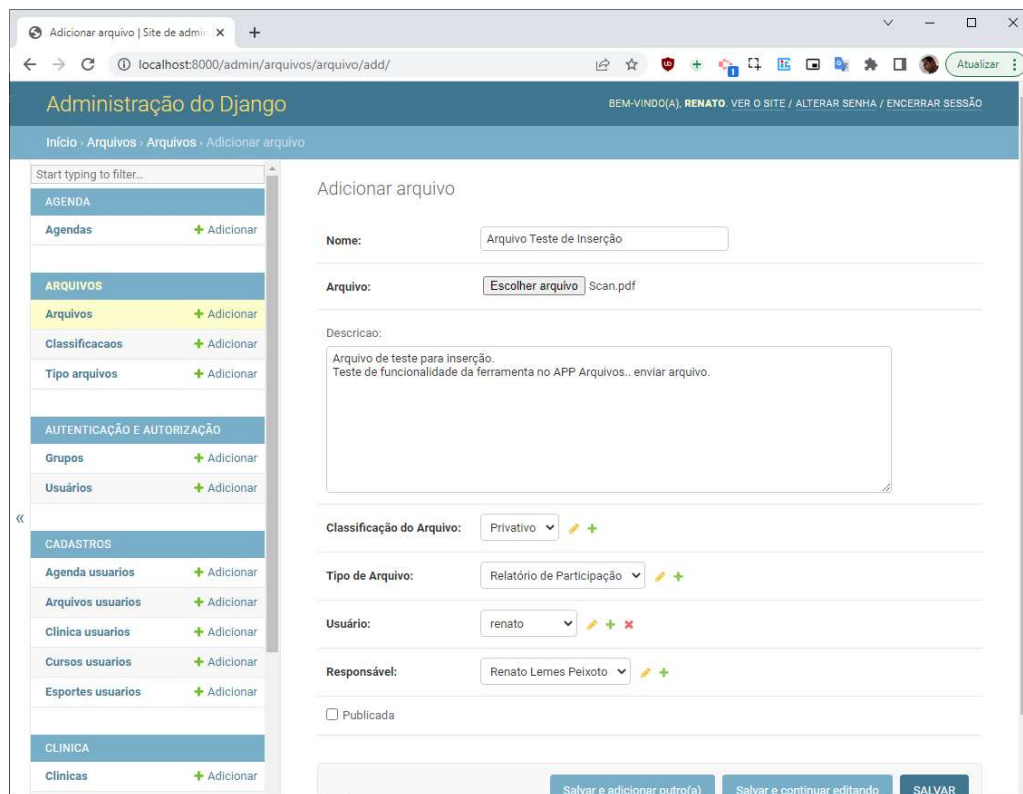 Adicionar arquivo | Site de admin
localhost:8000/admin/arquivos/arquivo/add/
1
Atualizar
Administração do Django
BEM-VINDO(A), RENATO. VER O SITE / ALTERAR SENHA / ENCERRAR SESSÃO
Início › Arquivos › Arquivos › Adicionar arquivo
Start typing to filter...
AGENDA
Agendas + Adicionar
ARQUIVOS
Arquivos + Adicionar
Classificacaos + Adicionar
Tipo arquivos + Adicionar
AUTENTICAÇÃO E AUTORIZAÇÃO
Grupos + Adicionar
Usuários + Adicionar
«
CADASTROS
Agenda usuarios + Adicionar
Arquivos usuarios + Adicionar
Clinica usuarios + Adicionar
Cursos usuarios + Adicionar
Esportes usuarios + Adicionar
CLINICA
Clinicas + Adicionar
Adicionar arquivo
Nome: Arquivo Teste de Inserção
Arquivo: Escolher arquivo Scan.pdf
Descricao:
Arquivo de teste para inserção.
Teste de funcionalidade da ferramenta no APP Arquivos.. enviar arquivo.
Classificação do Arquivo: Privativo
Tipo de Arquivo: Relatório de Participação
Usuário: renato
Responsável: Renato Lemes Peixoto
Publicada
Salvar e adicionar outro(a) Salvar e continuar editando SALVAR